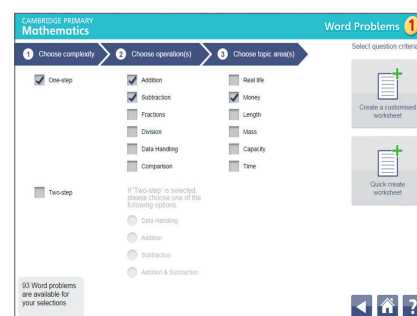 CAMBRIDGE PRIMARY
Mathematics
Word Problems 1
1 Choose complexity
2 Choose operation(s)
3 Choose topic area(s)
Select question criteria
One-step
Addition
Subtraction
Fractions
Division
Data Handling
Comparison
Real life
Money
Length
Mass
Capacity
Time
Two-step
If 'Two-step' is selected
please choose one of the
following options:
Data Handling
Addition
Subtraction
Addition & Subtraction
Create a customised
worksheet
Quick create
worksheet
93 Word problems
are available for
your selections
?